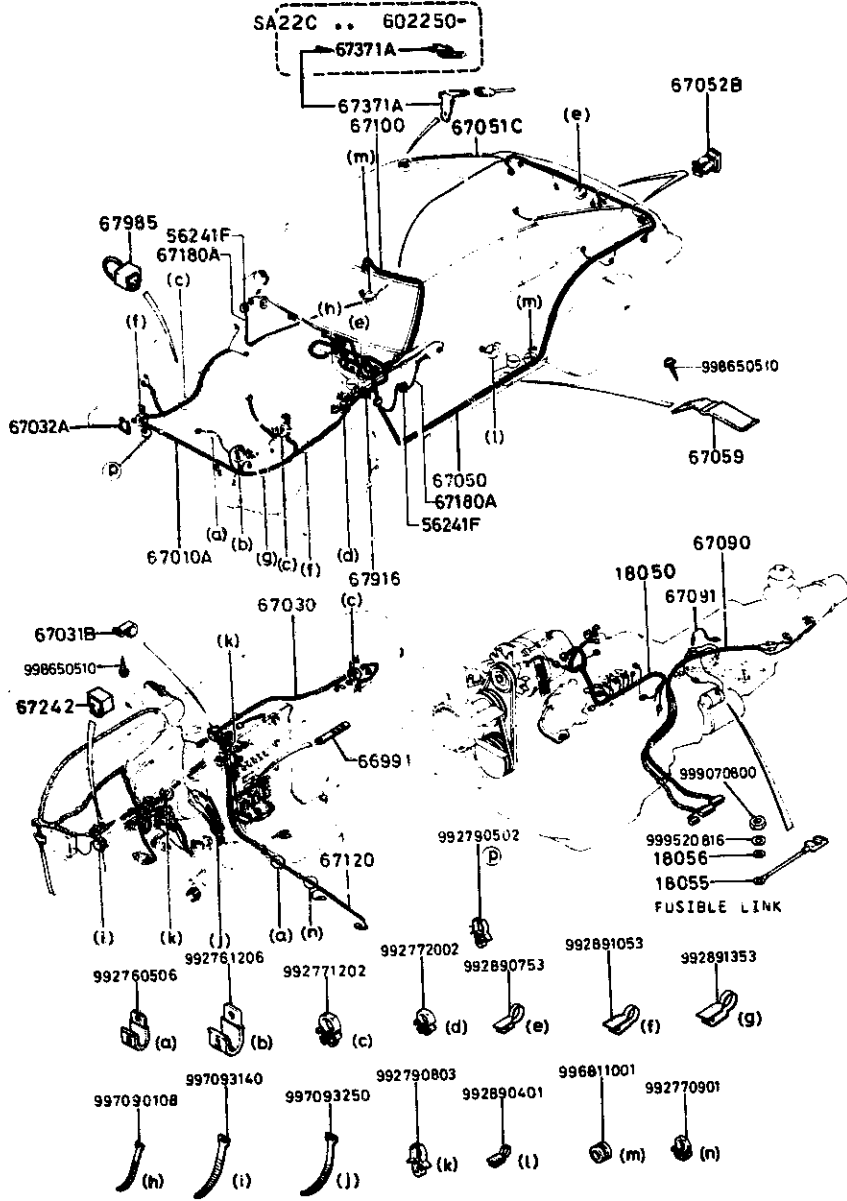 SA22C .. 602250-
67371A
67371A
67100
67051C
67052B
(e)
(m)
67985
56241F
67180A
(c)
(h)
(e)
(f)
(m)
998650510
67032A
(l)
67059
P
67050
67180A
56241F
(a)
(b)
(g)
(c)
(f)
(d)
67010A
67916
67090
18050
67091
67030
(c)
67031B
(k)
998650510
67242
66991
999070800
992790502
P
999520816
18056
67120
18055
FUSIBLE LINK
(i)
(k)
(j)
(a)
(n)
992760506
992761206
992771202
992772002
992890753
992891053
992891353
(a)
(b)
(c)
(d)
(e)
(f)
(g)
997090108
997093140
997093250
992790803
992890401
996811001
992770901
(h)
(i)
(j)
(k)
(l)
(m)
(n)